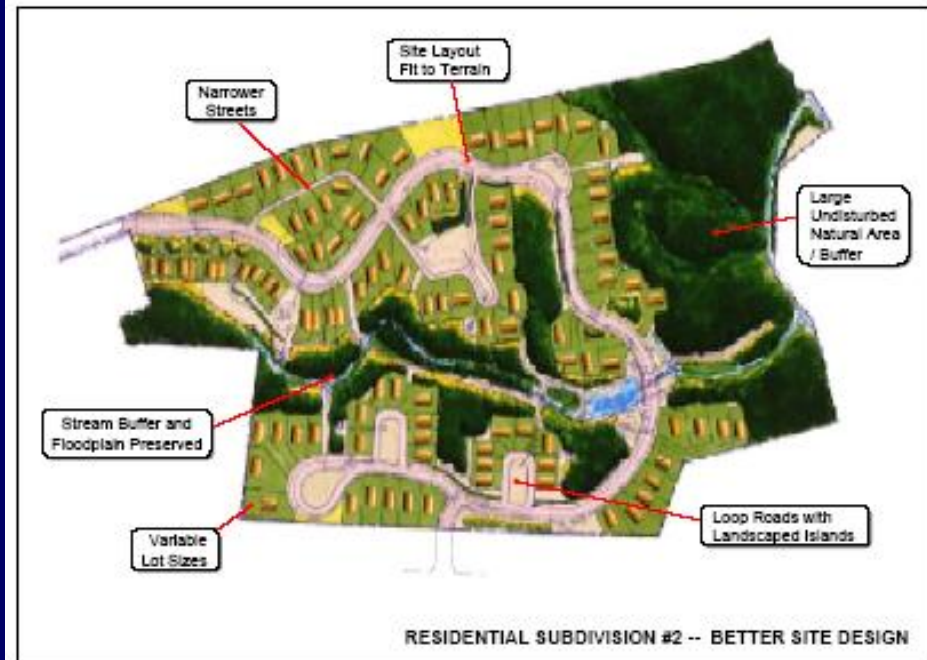 Site Layout
Fit to Terrain
Narrower
Streets
Large
Undisturbed
Natural Area
/ Buffer
Stream Buffer and
Floodplain Preserved
Variable
Lot Sizes
Loop Roads with
Landscaped Islands
RESIDENTIAL SUBDIVISION #2 -- BETTER SITE DESIGN